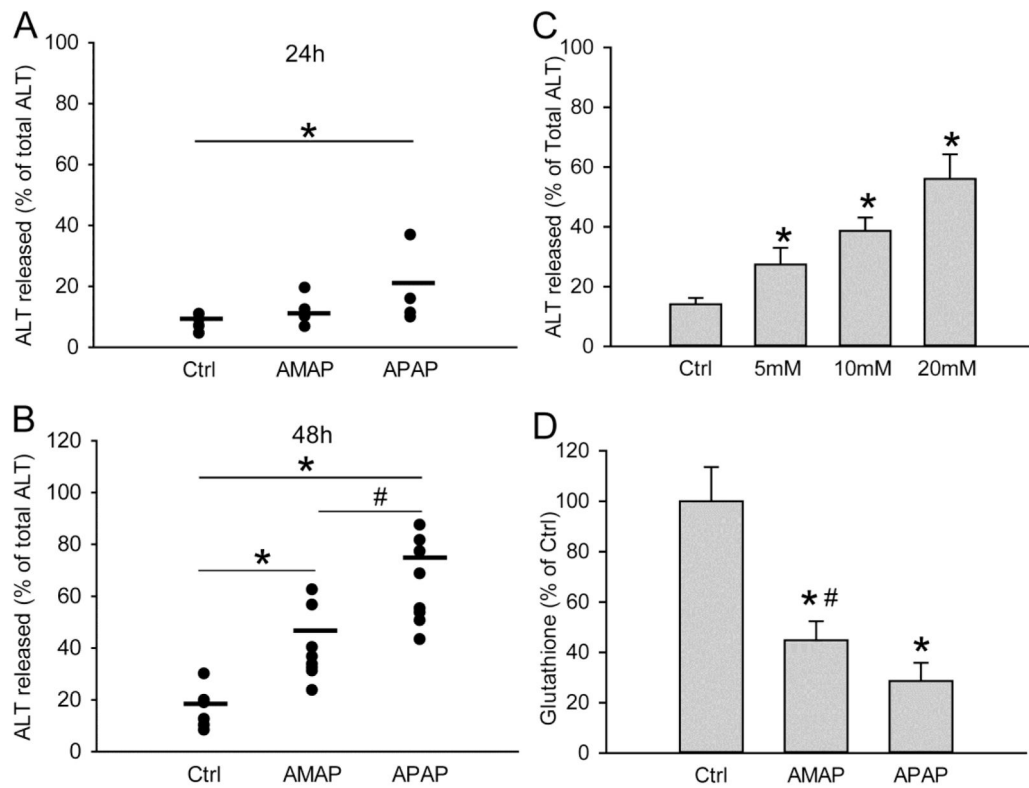 A
24h
ALT released (% of total ALT)
100
80
60
40
20
0
*
Ctrl AMAP APAP
B
48h
ALT released (% of total ALT)
120
100
80
60
40
20
0
*
#
*
Ctrl AMAP APAP
C
ALT released (% of Total ALT)
100
80
60
40
20
0
* * *
Ctrl 5mM 10mM 20mM
D
Glutathione (% of Ctrl)
120
100
80
60
40
20
0
* # *
Ctrl AMAP APAP